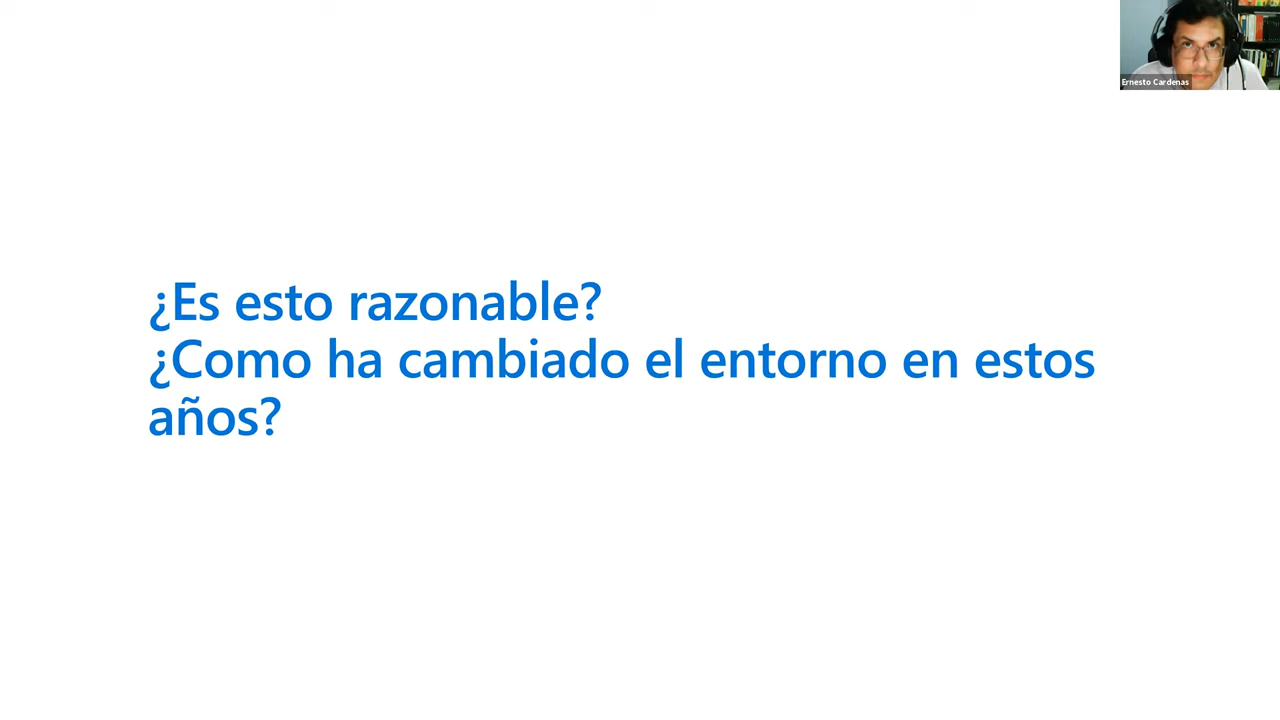 Ernesto Cardenas
¿Es esto razonable?
¿Como ha cambiado el entorno en estos
años?